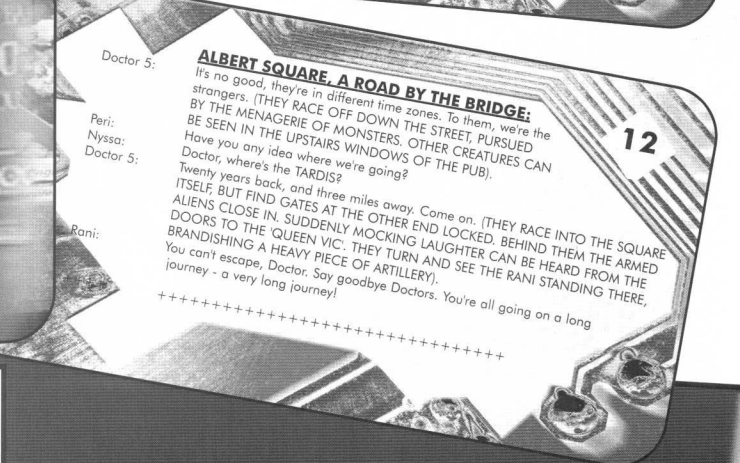 ALBERT SQUARE, A ROAD BY THE BRIDGE:
Doctor 5: It's no good, they're in different time zones. To them, we're the
strangers. (THEY RACE OFF DOWN THE STREET, PURSUED
BY THE MENAGERIE OF MONSTERS. OTHER CREATURES CAN
BE SEEN IN THE UPSTAIRS WINDOWS OF THE PUB).
Peri: Have you any idea where we're going?
Nyssa: Doctor, where's the TARDIS?
Doctor 5: Twenty years back, and three miles away. Come on. (THEY RACE INTO THE SQUARE
ITSELF, BUT FIND GATES AT THE OTHER END LOCKED. BEHIND THEM THE ARMED
ALIENS CLOSE IN. SUDDENLY MOCKING LAUGHTER CAN BE HEARD FROM THE
DOORS TO THE 'QUEEN VIC'. THEY TURN AND SEE THE RANI STANDING THERE,
BRANDISHING A HEAVY PIECE OF ARTILLERY).
Rani: You can't escape, Doctor. Say goodbye Doctors. You're all going on a long
journey - a very long journey!
++++++++++++++++++++++++++++++++
12